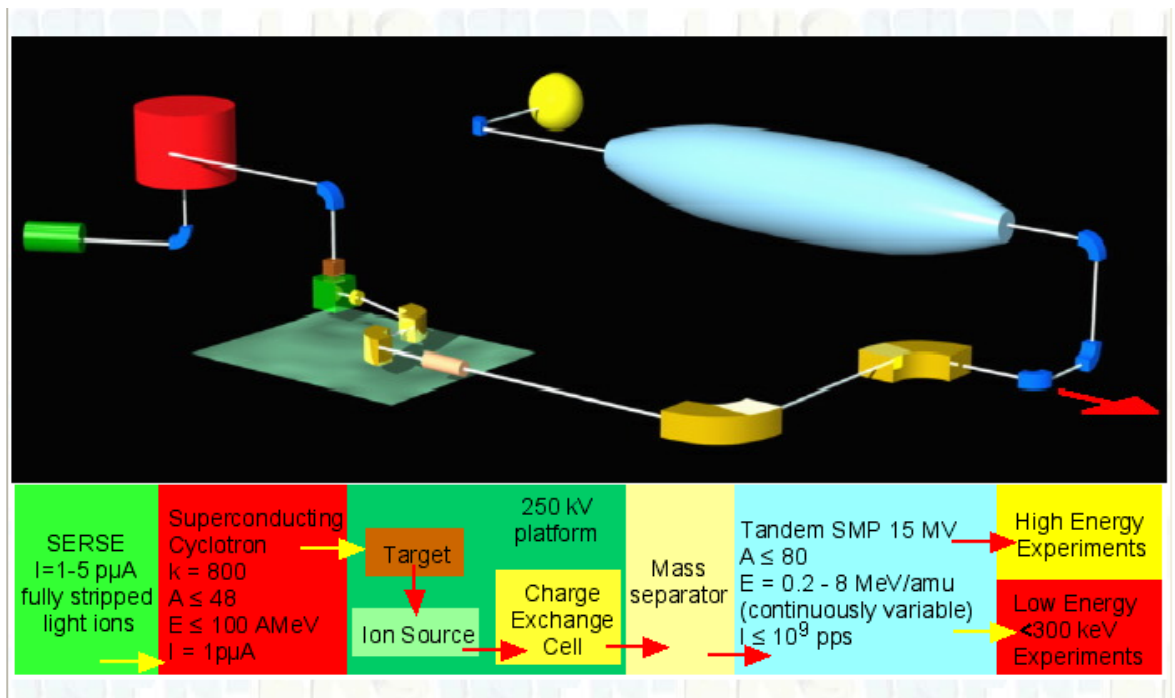 SERSE
I=1-5 pµA
fully stripped
light ions
Superconducting
Cyclotron
k = 800
A ≤ 48
E ≤ 100 AMeV
I = 1pµA
250 kV
platform
Target
Ion Source
Charge
Exchange
Cell
Mass
separator
Tandem SMP 15 MV
A ≤ 80
E = 0.2 - 8 MeV/amu
(continuously variable)
I ≤ 10⁹ pps
High Energy
Experiments
Low Energy
<300 keV
Experiments